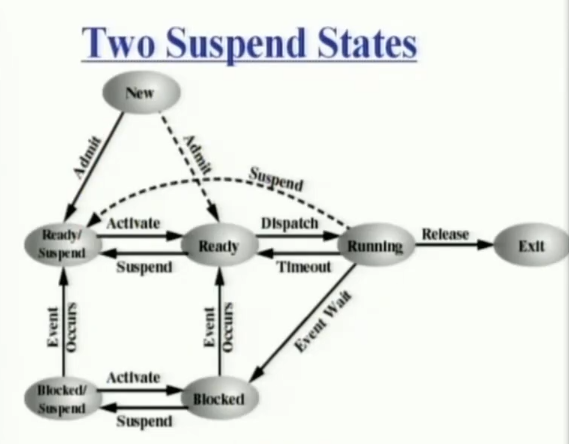 Two Suspend States
New
Admit
Admit
Suspend
Ready/
Suspend
Activate
Suspend
Ready
Dispatch
Timeout
Running
Release
Exit
Event
Occurs
Event
Occurs
Event Wait
Blocked/
Suspend
Activate
Suspend
Blocked